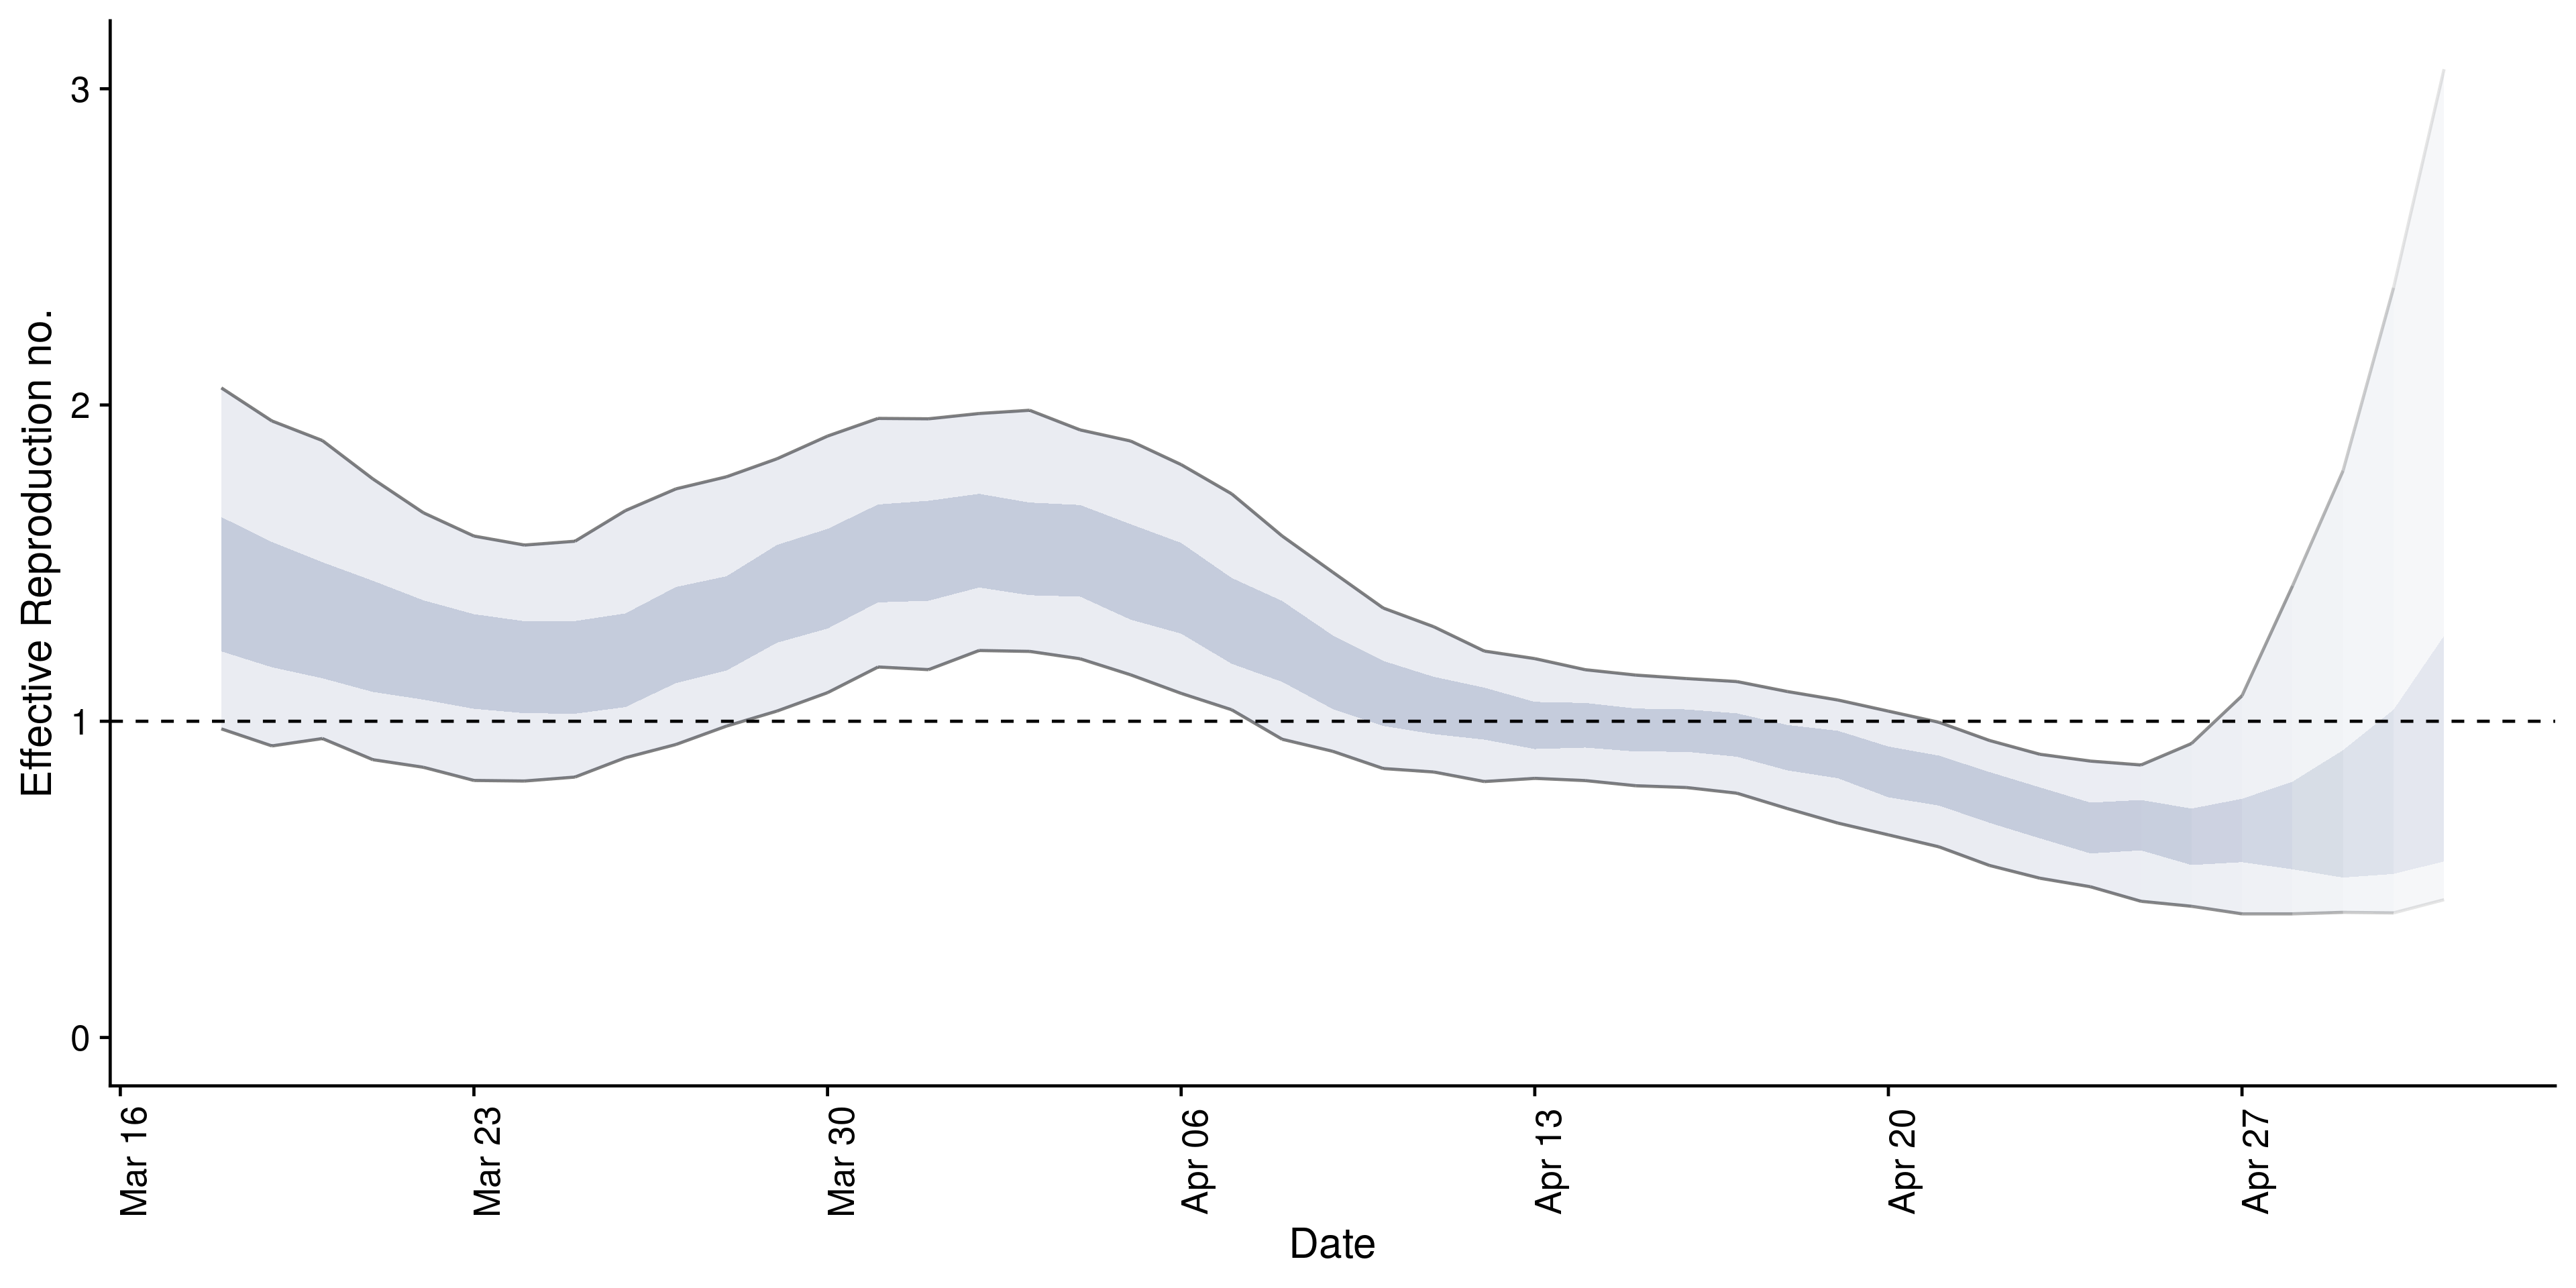 Effective Reproduction no.
3
2
1
0
Mar 16
Mar 23
Mar 30
Apr 06
Apr 13
Apr 20
Apr 27
Date